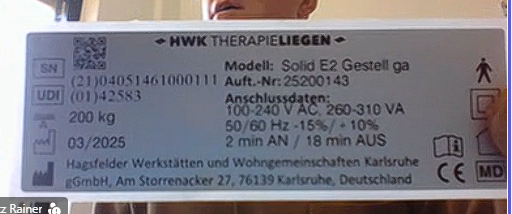 HWK THERAPIELIEGEN
Modell: Solid E2 Gestell ga
SN (21)04051461000111 Auft.-Nr: 25200143
UDI (01)42583
Anschlussdaten:
200 kg 100-240 V AC, 260-310 VA
50/60 Hz -15%/ +10%
03/2025 2 min AN / 18 min AUS
Hagsfelder Werkstätten und Wohngemeinschaften Karlsruhe
gGmbH, Am Storrenacker 27, 76139 Karlsruhe, Deutschland
CE MD
z Rainer